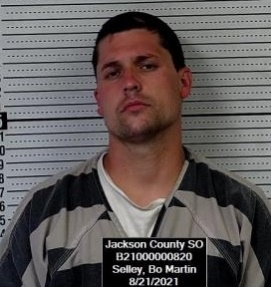 Jackson County SO
B21000000820
Selley, Bo Martin
8/21/2021